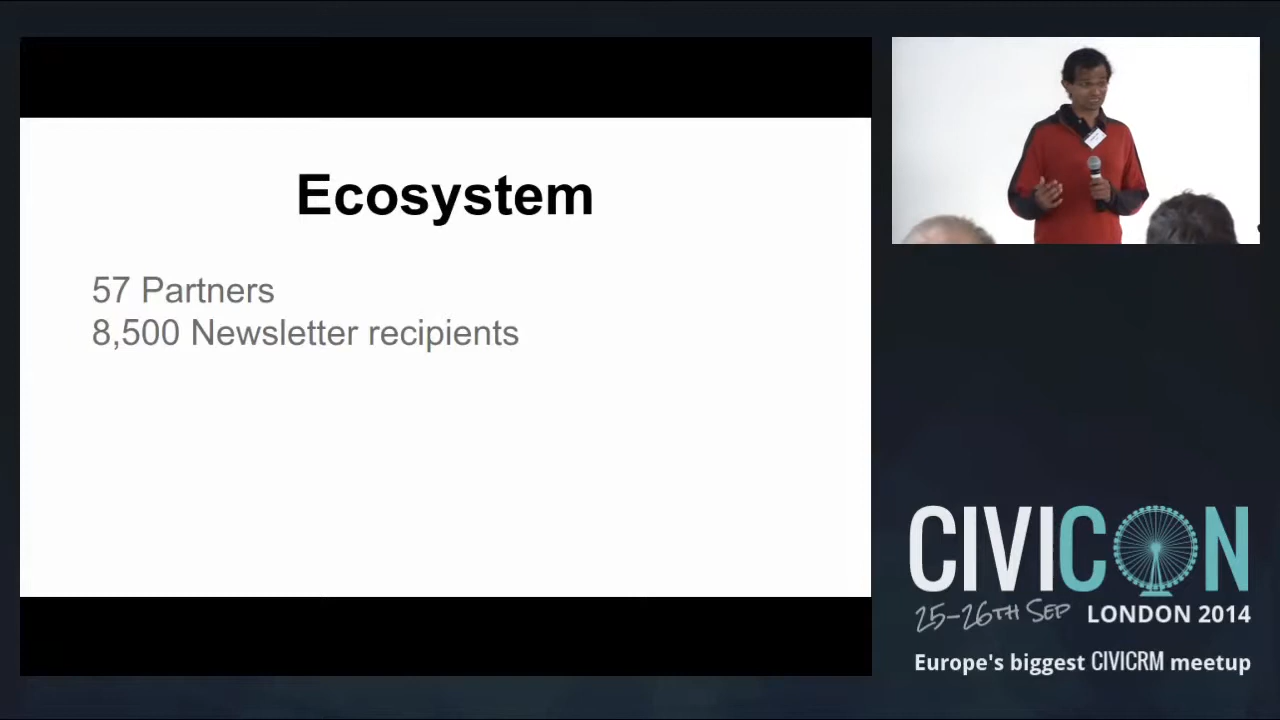 Ecosystem
57 Partners
8,500 Newsletter recipients
CIVICON
25-26TH SEP LONDON 2014
Europe's biggest CIVICRM meetup